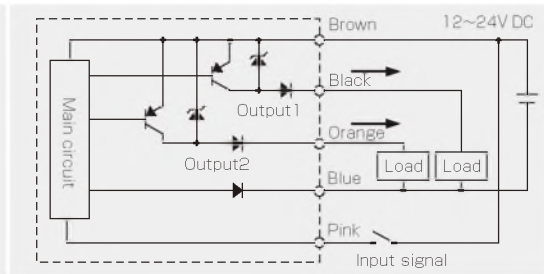 Brown
12~24V DC
Black
Output1
Main circuit
Orange
Output2
Load
Load
Blue
Pink
Input signal